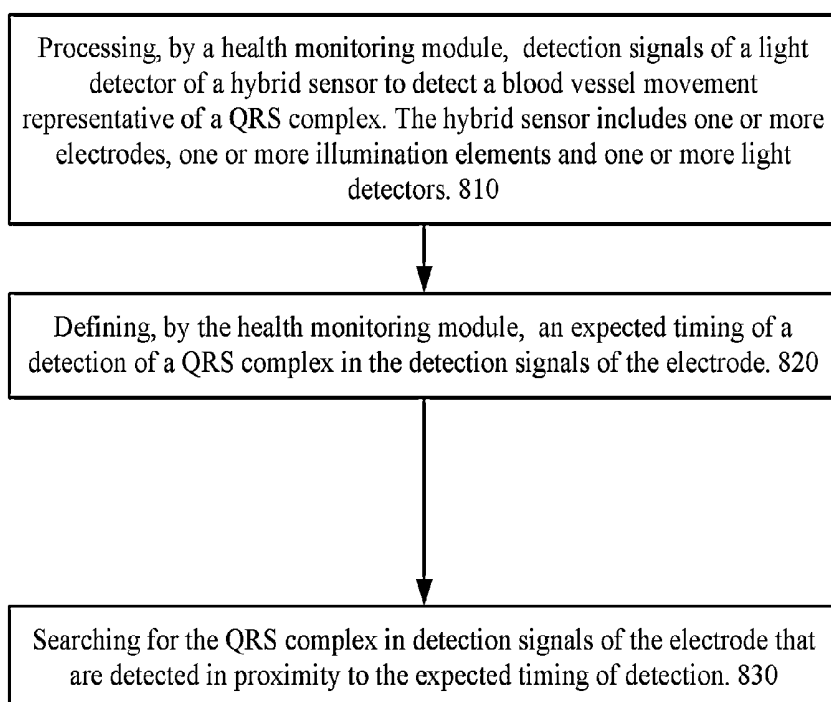 Processing, by a health monitoring module, detection signals of a light
detector of a hybrid sensor to detect a blood vessel movement
representative of a QRS complex. The hybrid sensor includes one or more
electrodes, one or more illumination elements and one or more light
detectors. 810
Defining, by the health monitoring module, an expected timing of a
detection of a QRS complex in the detection signals of the electrode. 820
Searching for the QRS complex in detection signals of the electrode that
are detected in proximity to the expected timing of detection. 830